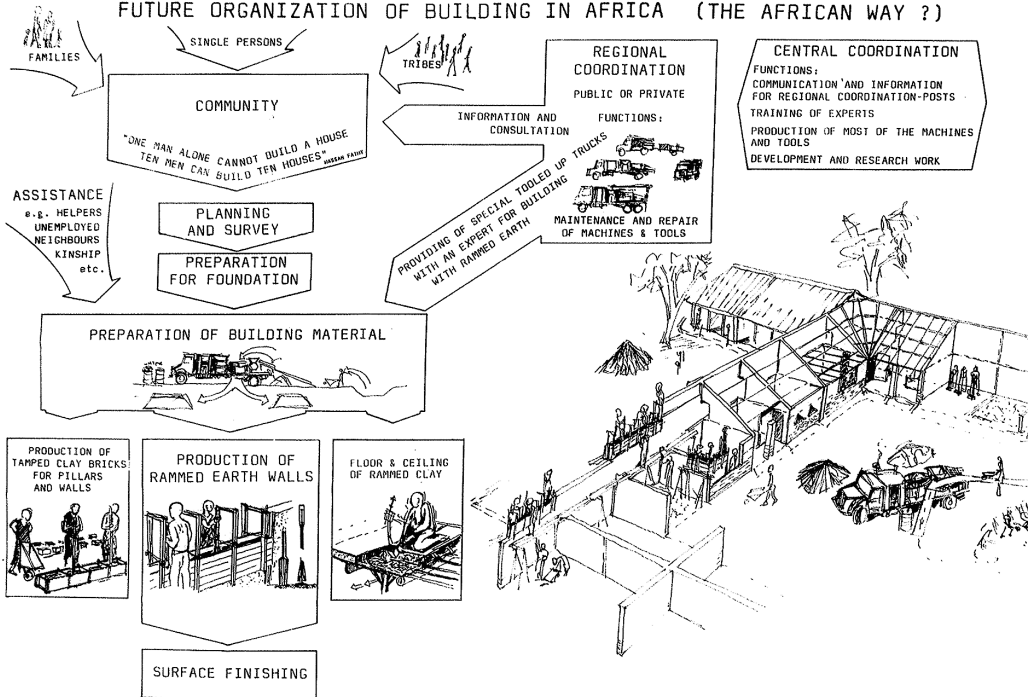 FUTURE ORGANIZATION OF BUILDING IN AFRICA (THE AFRICAN WAY ?)
FAMILIES
SINGLE PERSONS
TRIBES
COMMUNITY
"ONE MAN ALONE CANNOT BUILD A HOUSE
TEN MEN CAN BUILD TEN HOUSES"
HASSAN FATHY
REGIONAL
COORDINATION
PUBLIC OR PRIVATE
FUNCTIONS:
INFORMATION AND
CONSULTATION
PROVIDING OF SPECIAL TOOLED UP TRUCKS
WITH AN EXPERT FOR BUILDING
WITH RAMMED EARTH
MAINTENANCE AND REPAIR
OF MACHINES & TOOLS
CENTRAL COORDINATION
FUNCTIONS:
COMMUNICATION AND INFORMATION
FOR REGIONAL COORDINATION-POSTS
TRAINING OF EXPERTS
PRODUCTION OF MOST OF THE MACHINES
AND TOOLS
DEVELOPMENT AND RESEARCH WORK
ASSISTANCE
e.g. HELPERS
UNEMPLOYED
NEIGHBOURS
KINSHIP
etc.
PLANNING
AND SURVEY
PREPARATION
FOR FOUNDATION
PREPARATION OF BUILDING MATERIAL
PRODUCTION OF
TAMPED CLAY BRICKS
FOR PILLARS
AND WALLS
PRODUCTION OF
RAMMED EARTH WALLS
FLOOR & CEILING
OF RAMMED CLAY
SURFACE FINISHING